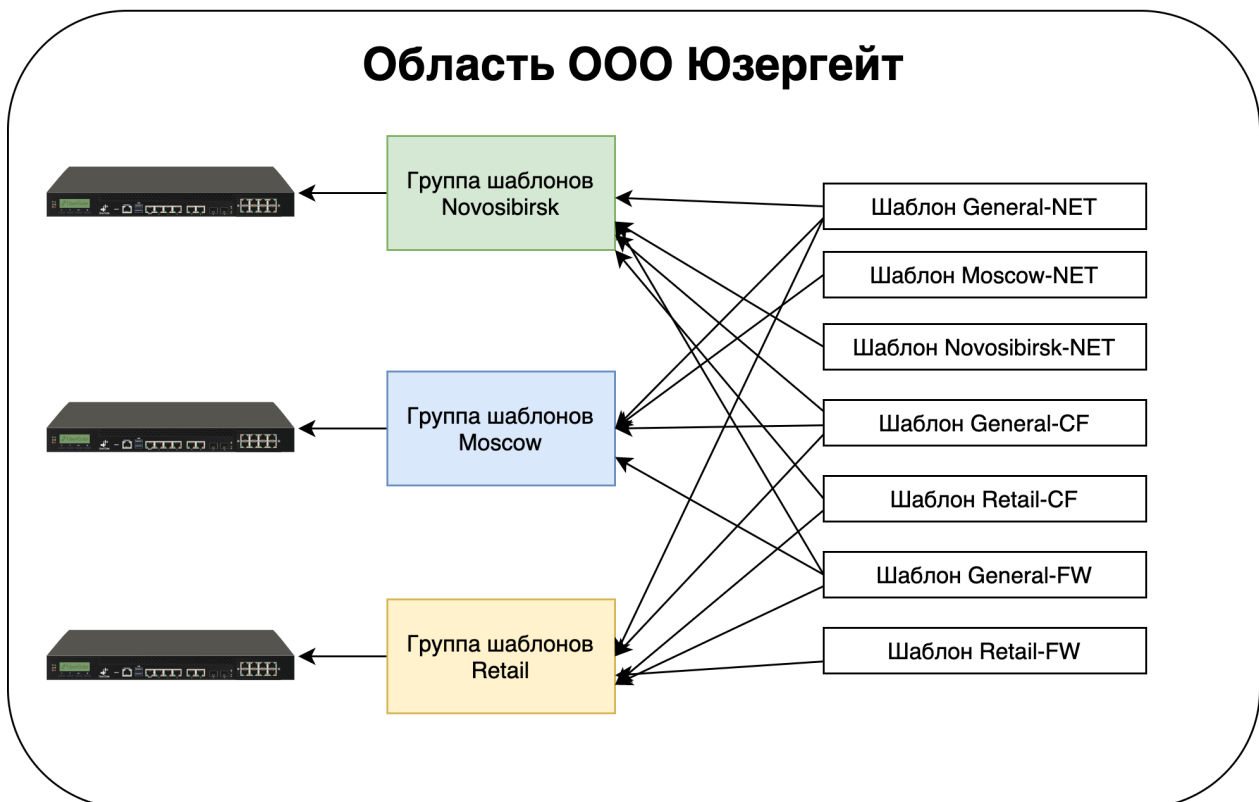 Область ООО Юзергейт
Группа шаблонов
Novosibirsk
Группа шаблонов
Moscow
Группа шаблонов
Retail
Шаблон General-NET
Шаблон Moscow-NET
Шаблон Novosibirsk-NET
Шаблон General-CF
Шаблон Retail-CF
Шаблон General-FW
Шаблон Retail-FW